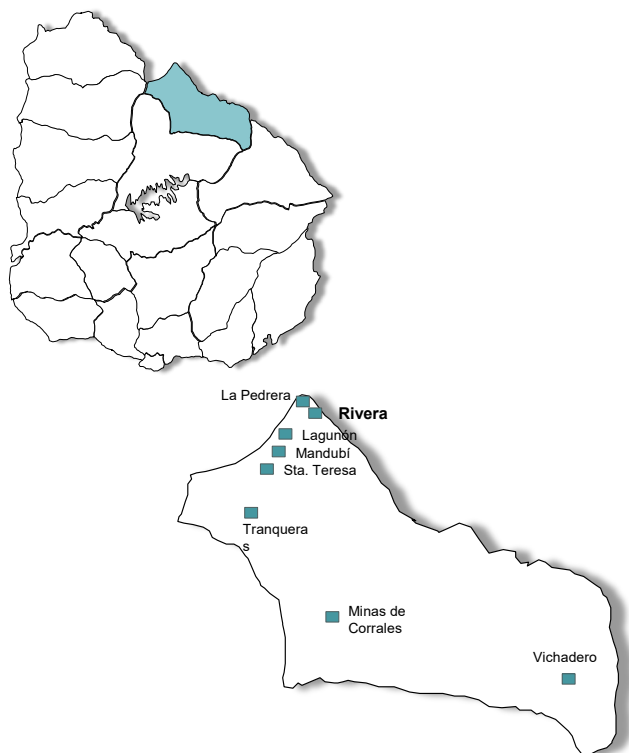 La Pedrera
Rivera
Lagunón
Mandubí
Sta. Teresa
Tranquera
s
Minas de
Corrales
Vichadero